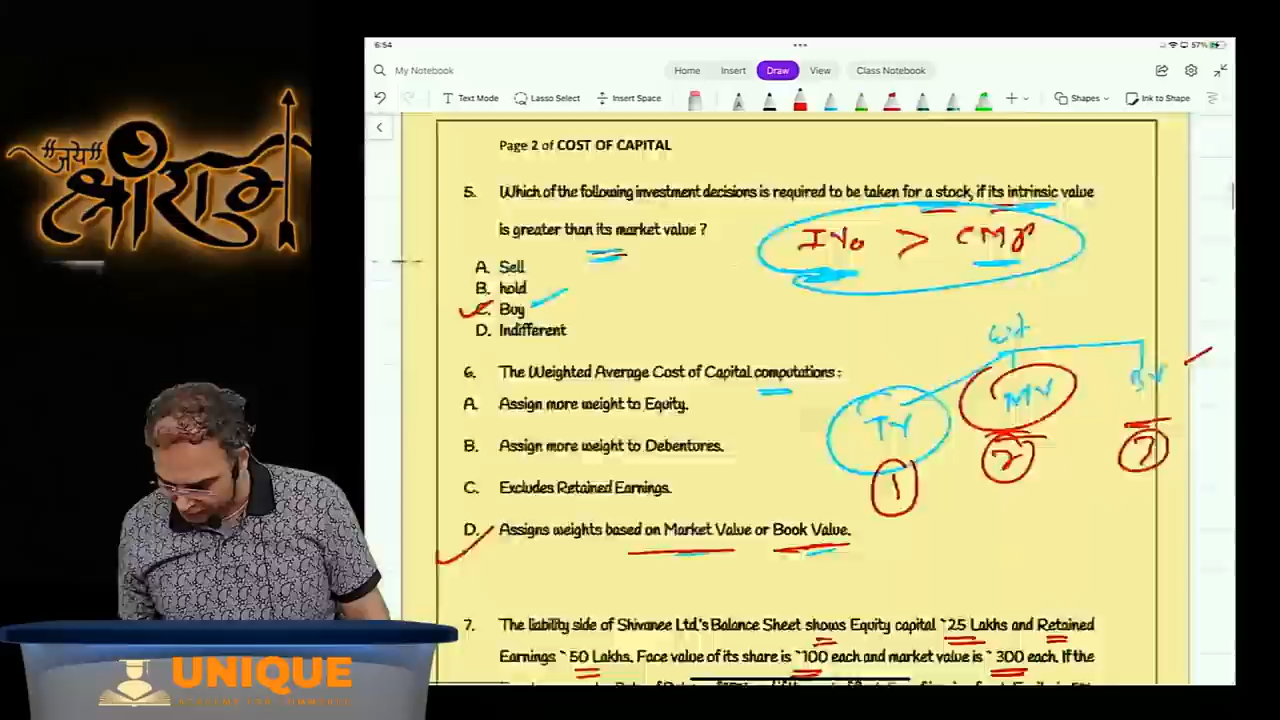 "जय"
श्री राम
6:54
57%
My Notebook
Home Insert Draw View Class Notebook
Text Mode Lasso Select Insert Space Shapes Ink to Shape
Page 2 of COST OF CAPITAL
5. Which of the following investment decisions is required to be taken for a stock, if its intrinsic value
is greater than its market value ?
A. Sell
B. hold
C. Buy
D. Indifferent
6. The Weighted Average Cost of Capital computations :
A. Assign more weight to Equity.
B. Assign more weight to Debentures.
C. Excludes Retained Earnings.
D. Assigns weights based on Market Value or Book Value.
wt
TV MV BV
1 2
7. The liability side of Shivanee Ltd.'s Balance Sheet shows Equity capital ` 25 Lakhs and Retained
Earnings ` 50 Lakhs. Face value of its share is ` 100 each and market value is ` 300 each. If the
UNIQUE
ACADEMY FOR COMMERCE